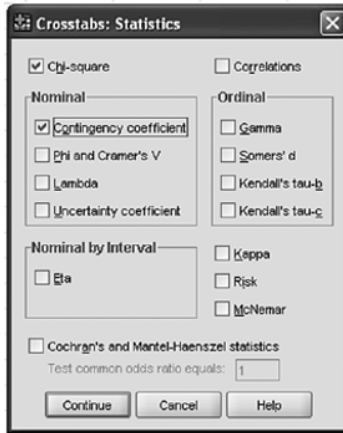 Crosstabs: Statistics
Chi-square
Correlations
Nominal
Contingency coefficient
Phi and Cramer's V
Lambda
Uncertainty coefficient
Ordinal
Gamma
Somers' d
Kendall's tau-b
Kendall's tau-c
Nominal by Interval
Eta
Kappa
Risk
McNemar
Cochran's and Mantel-Haenszel statistics
Test common odds ratio equals: 1
Continue Cancel Help